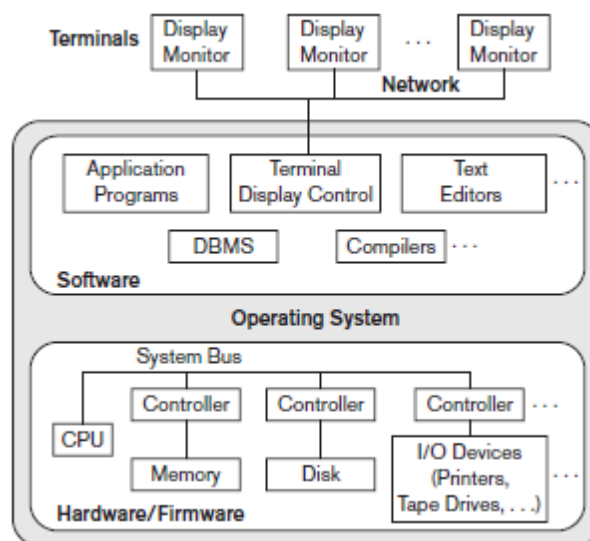 Terminals
Display
Monitor
Display
Monitor
. . .
Display
Monitor
Network
Application
Programs
Terminal
Display Control
Text
Editors
. . .
DBMS
Compilers
. . .
Software
Operating System
System Bus
Controller
Controller
Controller
. . .
CPU
Memory
Disk
I/O Devices
(Printers,
Tape Drives, . . .)
. . .
Hardware/Firmware